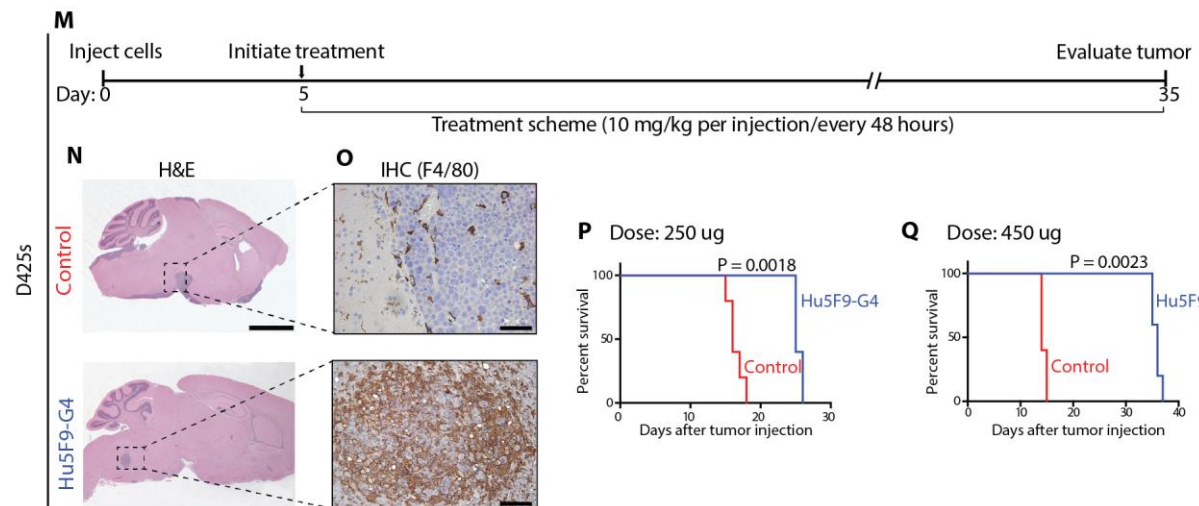 M
Inject cells Initiate treatment Evaluate tumor
Day: 0 5 35
Treatment scheme (10 mg/kg per injection/every 48 hours)
N H&E O IHC (F4/80)
D425s
Control
Hu5F9-G4
P Dose: 250 ug
P = 0.0018
Percent survival
100
50
0
Hu5F9-G4
Control
0 10 20 30
Days after tumor injection
Q Dose: 450 ug
P = 0.0023
Percent survival
100
50
0
Hu5F9
Control
0 10 20 30 40
Days after tumor injection